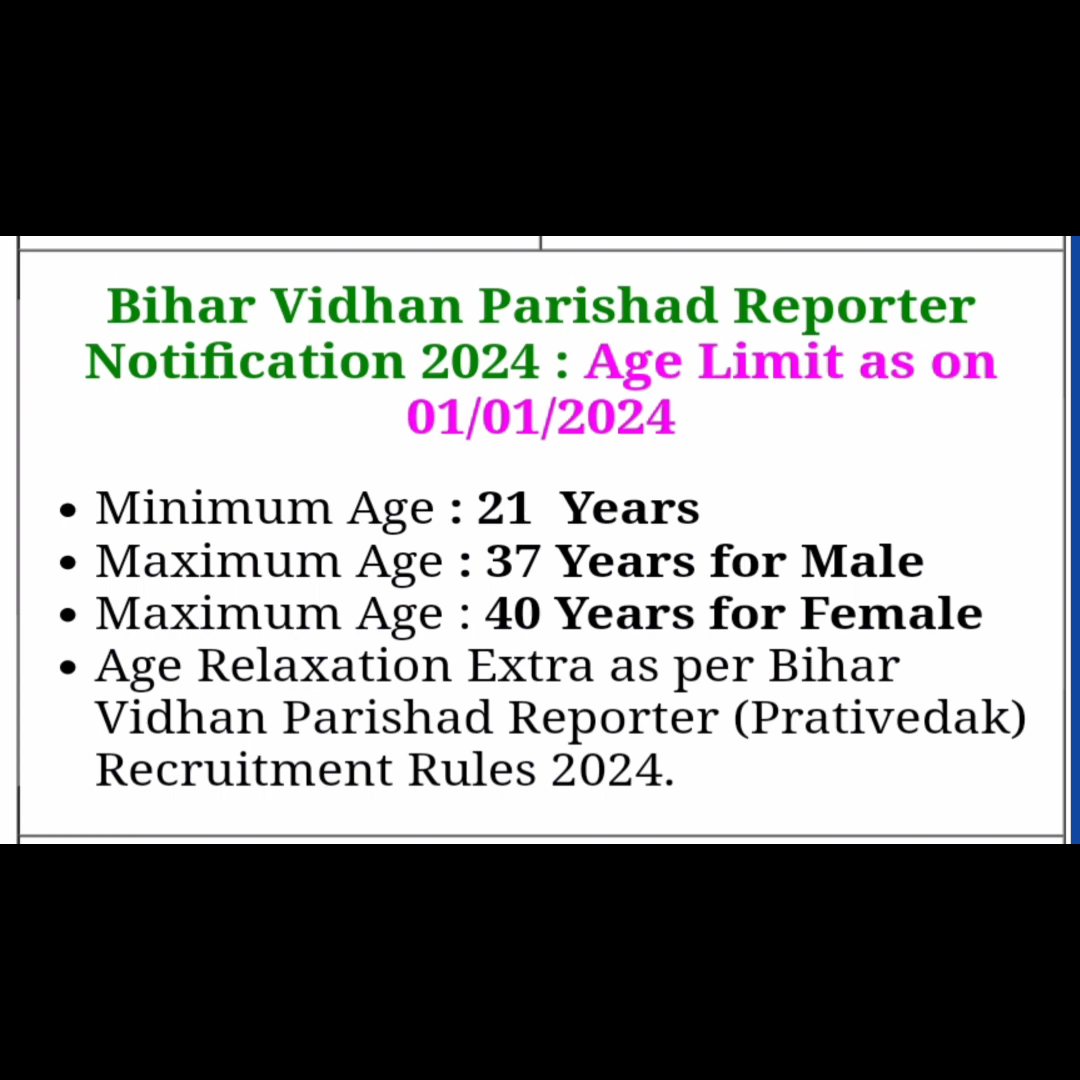 Bihar Vidhan Parishad Reporter
Notification 2024 : Age Limit as on
01/01/2024
• Minimum Age : 21  Years
• Maximum Age : 37 Years for Male
• Maximum Age : 40 Years for Female
• Age Relaxation Extra as per Bihar
Vidhan Parishad Reporter (Prativedak)
Recruitment Rules 2024.